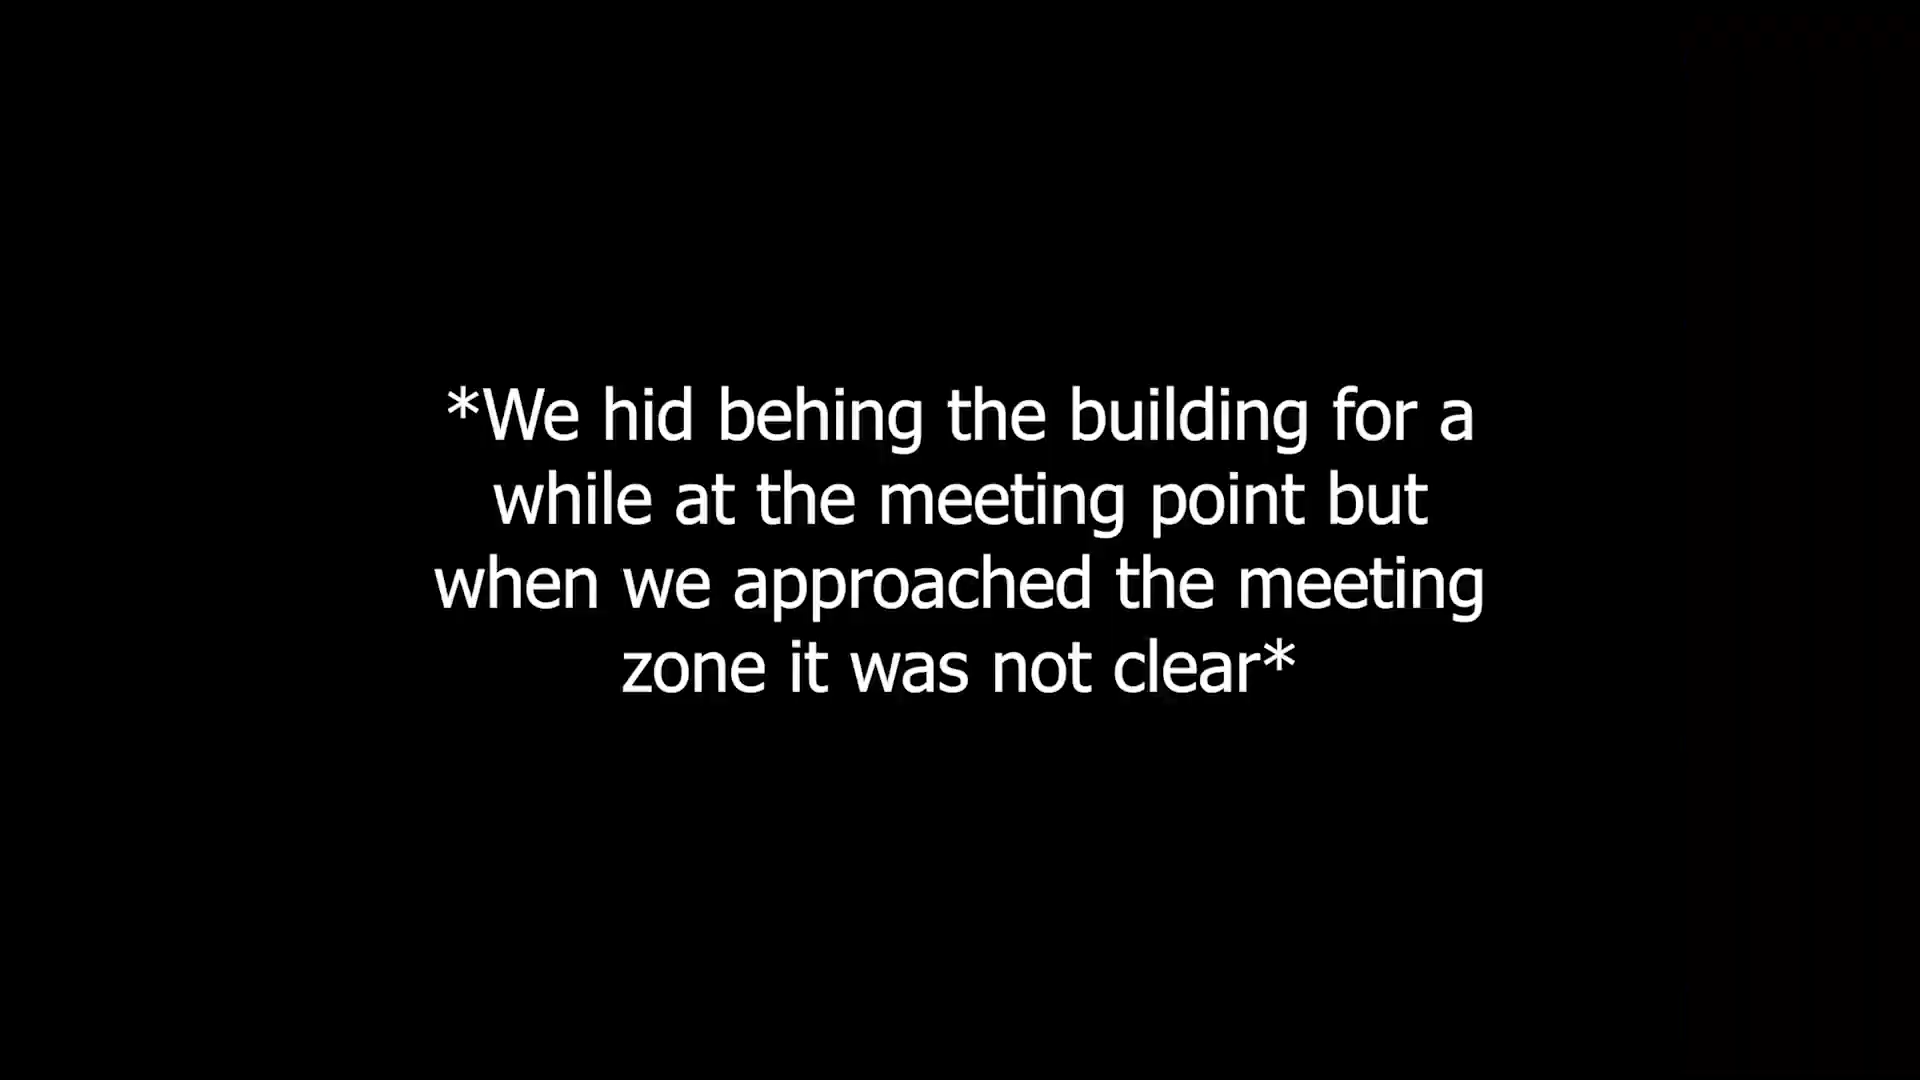 *We hid behing the building for a
while at the meeting point but
when we approached the meeting
zone it was not clear*